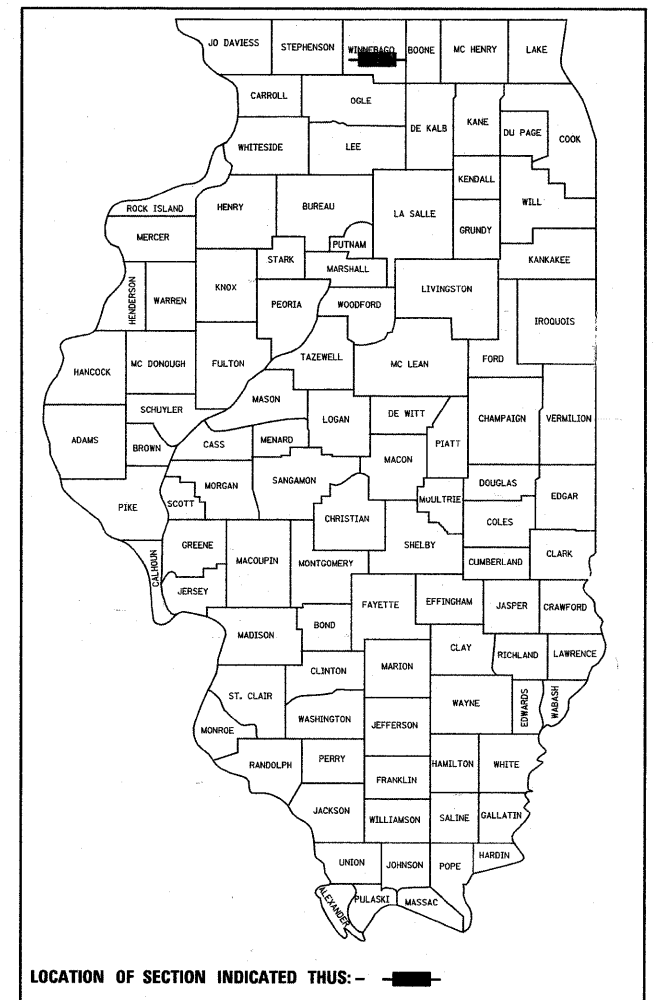 JO DAVIESS STEPHENSON WINNEBAGO BOONE MC HENRY LAKE
CARROLL OGLE DE KALB KANE DU PAGE COOK
WHITESIDE LEE
KENDALL WILL
ROCK ISLAND HENRY BUREAU LA SALLE GRUNDY
MERCER PUTNAM KANKAKEE
STARK MARSHALL
HENDERSON WARREN KNOX PEORIA WOODFORD LIVINGSTON IROQUOIS
HANCOCK MC DONOUGH FULTON TAZEWELL MC LEAN FORD
SCHUYLER MASON LOGAN DE WITT CHAMPAIGN VERMILION
ADAMS BROWN CASS MENARD MACON PIATT
PIKE SCOTT MORGAN SANGAMON MOULTRIE DOUGLAS EDGAR
CHRISTIAN COLES
CALHOUN GREENE MACOUPIN MONTGOMERY SHELBY CUMBERLAND CLARK
JERSEY FAYETTE EFFINGHAM JASPER CRAWFORD
MADISON BOND
CLINTON MARION CLAY RICHLAND LAWRENCE
ST. CLAIR WASHINGTON JEFFERSON WAYNE EDWARDS WABASH
MONROE
RANDOLPH PERRY HAMILTON WHITE
FRANKLIN
JACKSON WILLIAMSON SALINE GALLATIN
UNION JOHNSON POPE HARDIN
ALEXANDER PULASKI MASSAC
LOCATION OF SECTION INDICATED THUS: -